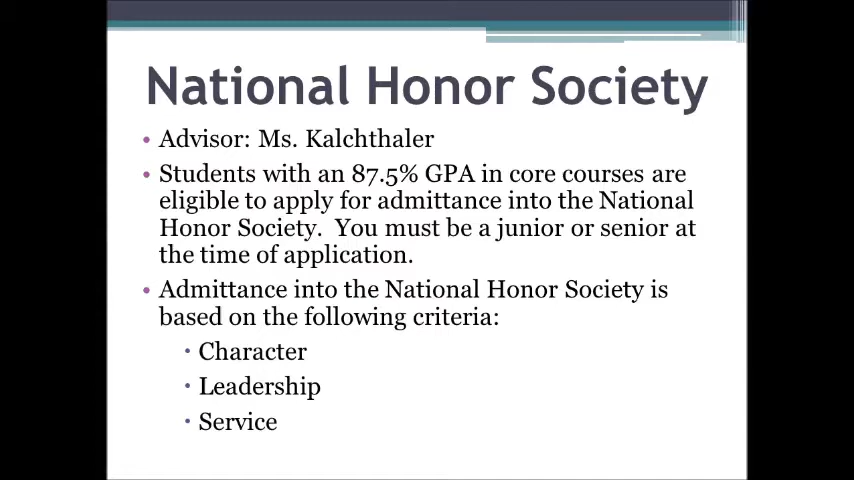 National Honor Society
• Advisor: Ms. Kalchthaler
• Students with an 87.5% GPA in core courses are
eligible to apply for admittance into the National
Honor Society.  You must be a junior or senior at
the time of application.
• Admittance into the National Honor Society is
based on the following criteria:
• Character
• Leadership
• Service